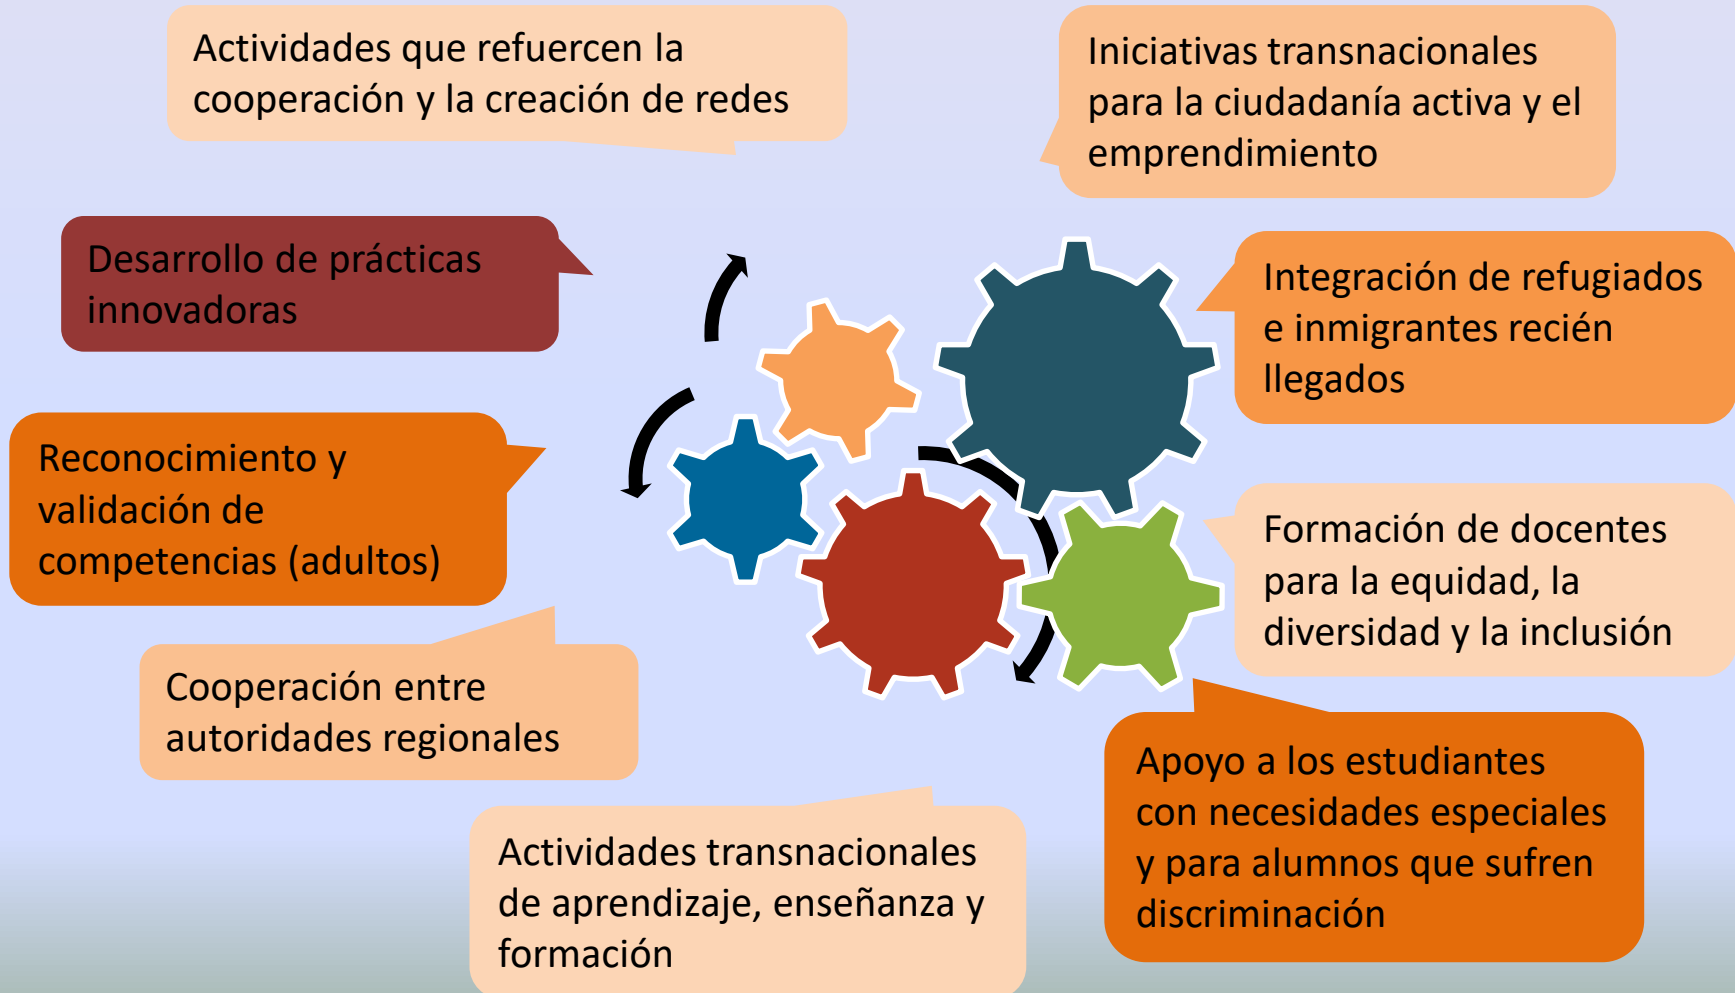 Actividades que refuercen la
cooperación y la creación de redes
Iniciativas transnacionales
para la ciudadanía activa y el
emprendimiento
Desarrollo de prácticas
innovadoras
Integración de refugiados
e inmigrantes recién
llegados
Reconocimiento y
validación de
competencias (adultos)
Formación de docentes
para la equidad, la
diversidad y la inclusión
Cooperación entre
autoridades regionales
Apoyo a los estudiantes
con necesidades especiales
y para alumnos que sufren
discriminación
Actividades transnacionales
de aprendizaje, enseñanza y
formación